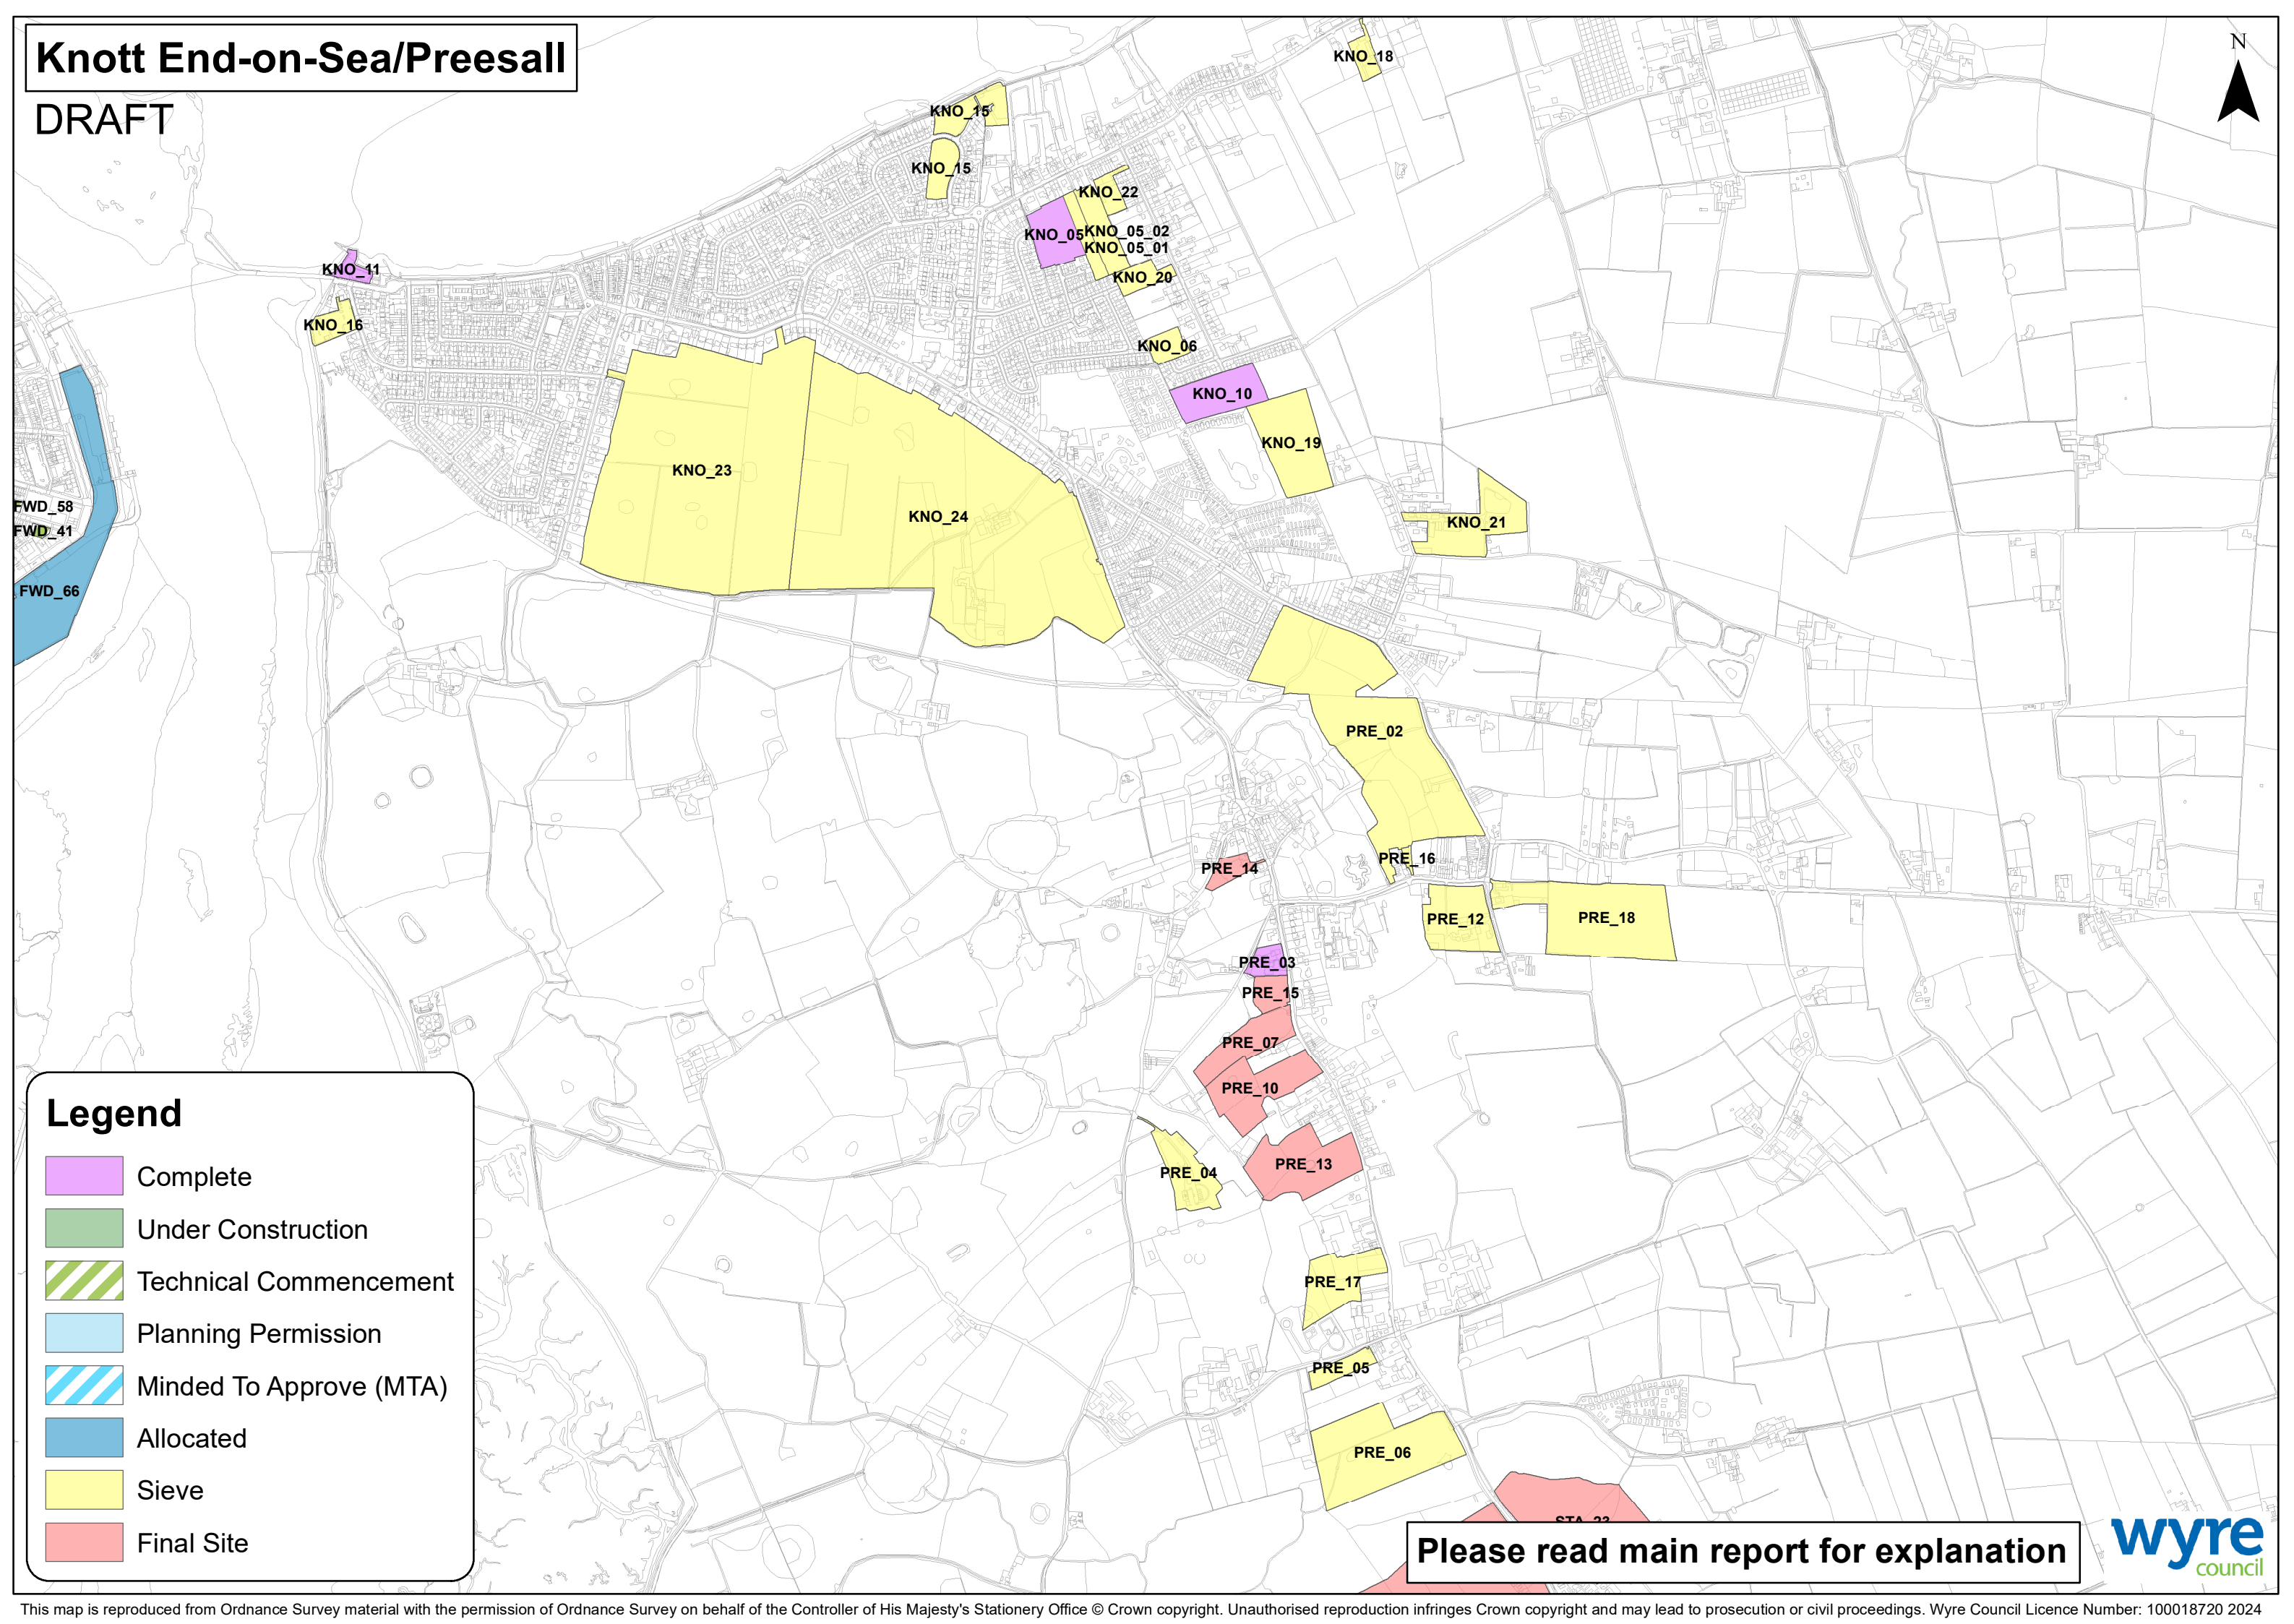 Knott End-on-Sea/Preesall
DRAFT
N
KNO_18
KNO_15
KNO_15
KNO_22
KNO_05
KNO_05_02
KNO_05_01
KNO_11
KNO_20
KNO_16
KNO_06
KNO_10
KNO_19
KNO_23
FWD_58
KNO_24
KNO_21
FWD_41
FWD_66
PRE_02
PRE_16
PRE_14
PRE_12
PRE_18
PRE_03
PRE_15
PRE_07
PRE_10
PRE_13
PRE_04
PRE_17
PRE_05
PRE_06
STA_23
Legend
Complete
Under Construction
Technical Commencement
Planning Permission
Minded To Approve (MTA)
Allocated
Sieve
Final Site
Please read main report for explanation
wyre
council
This map is reproduced from Ordnance Survey material with the permission of Ordnance Survey on behalf of the Controller of His Majesty's Stationery Office © Crown copyright. Unauthorised reproduction infringes Crown copyright and may lead to prosecution or civil proceedings. Wyre Council Licence Number: 100018720 2024